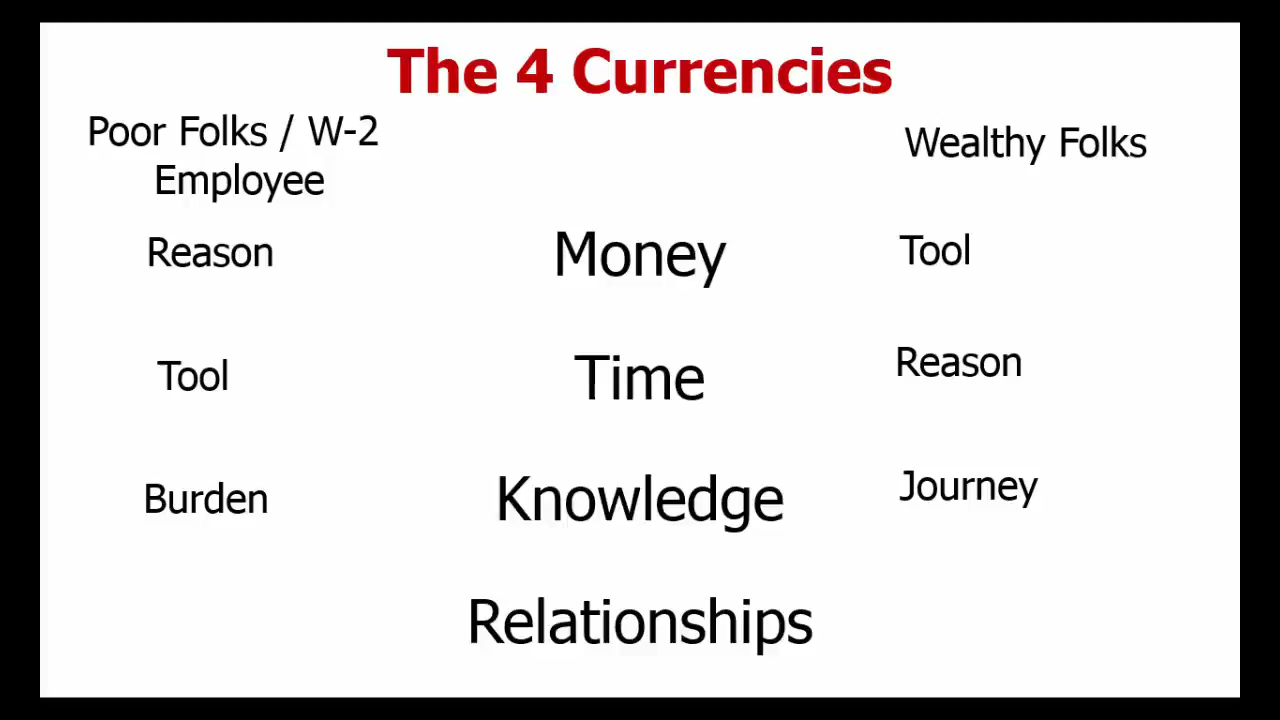 The 4 Currencies
Poor Folks / W-2
Employee
Wealthy Folks
Reason
Money
Tool
Tool
Time
Reason
Burden
Knowledge
Journey
Relationships